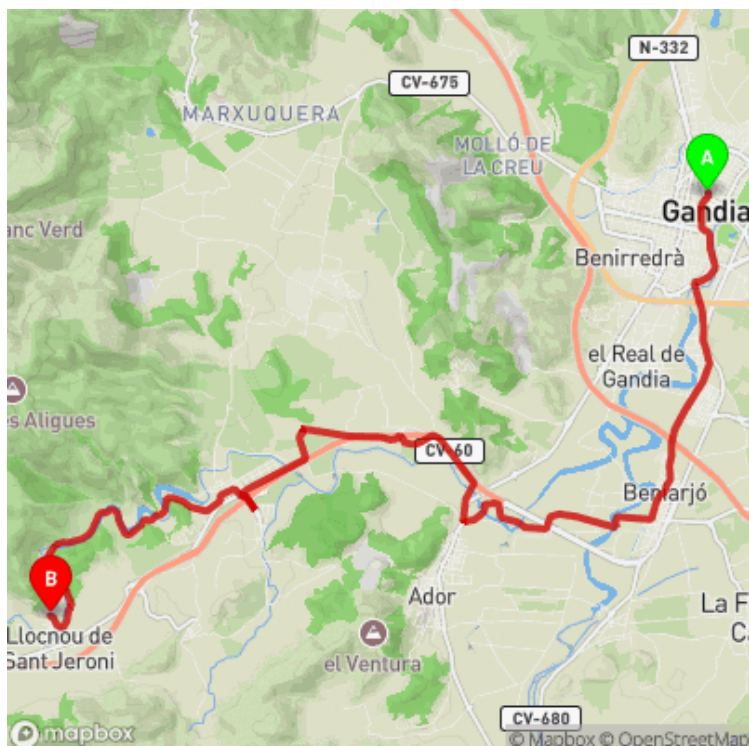 N-332
CV-675
MARXUQUERA
MOLLÓ DE
LA CREU
A
Gandia
anc Verd
Benirredrà
el Real de
Gandia
es Aligues
CV-60
Beniarjó
B
Ador
La F
Ca
Llocnou de
Sant Jeroni
el Ventura
CV-680
mapbox
© Mapbox © OpenStreetMap